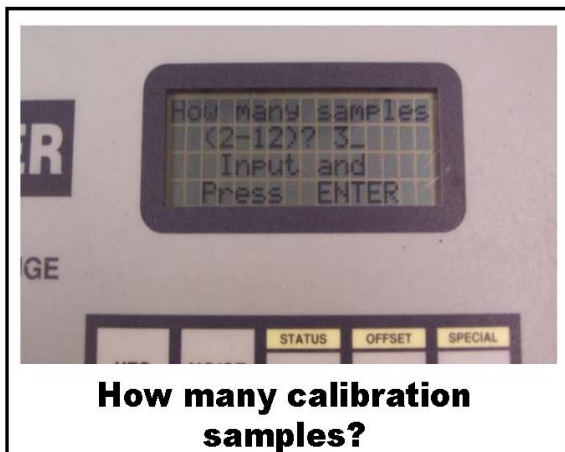 How many samples
(2-12)? 3_
Input and
Press ENTER
ER
GE
STATUS OFFSET SPECIAL
How many calibration
samples?